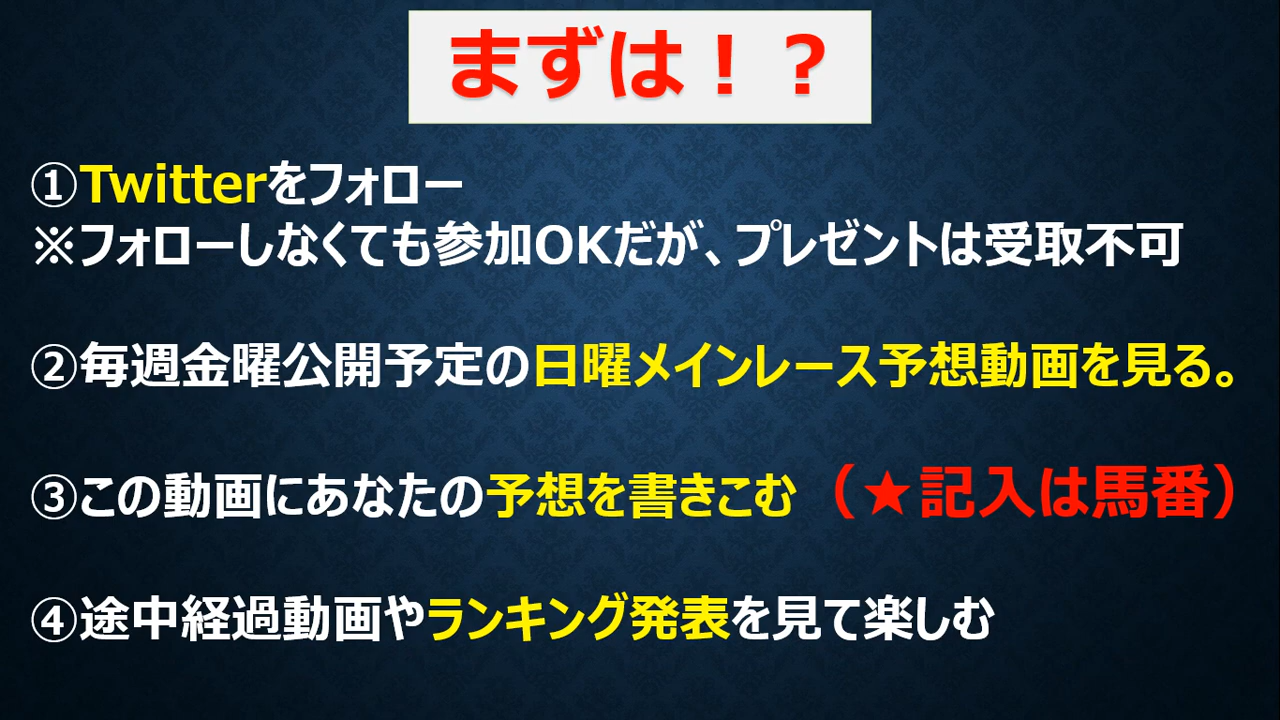 まずは！？
①Twitterをフォロー
※フォローしなくても参加OKだが、プレゼントは受取不可
②毎週金曜公開予定の日曜メインレース予想動画を見る。
③この動画にあなたの予想を書きこむ（★記入は馬番）
④途中経過動画やランキング発表を見て楽しむ